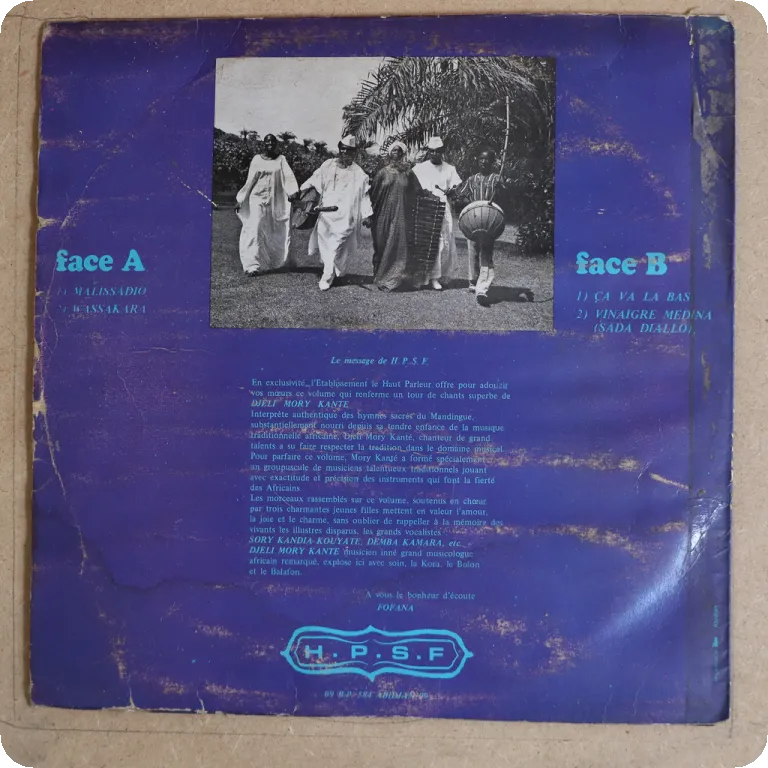 face A
1) MALISSADIO
2) WASSAKARA
face B
1) ÇA VA LA BAS
2) VINAIGRE MEDINA
(SADA DIALLO)
Le message de H.P.S.F.
En exclusivité, l'Etablissement le Haut Parleur offre pour adoucir
vos mœurs ce volume qui renferme un tour de chants superbe de
DJELI MORY KANTE
Interprète authentique des hymnes sacrés du Mandingue,
substantiellement nourri depuis sa tendre enfance de la musique
traditionnelle africaine, Djeli Mory Kanté, chanteur de grand
talents a su faire respecter la tradition dans le domaine musical
Pour parfaire ce volume, Mory Kanté a formé spécialement
un groupuscule de musiciens talentueux traditionnels jouant
avec exactitude et précision des instruments qui font la fierté
des Africains
Les morceaux rassemblés sur ce volume, soutenus en chœur
par trois charmantes jeunes filles mettent en valeur l'amour,
la joie et le charme, sans oublier de rappeller à la mémoire des
vivants les illustres disparus, les grands vocalistes
SORY KANDIA KOUYATE, DEMBA KAMARA, etc.,
DJELI MORY KANTE musicien inné grand musicologue
africain remarqué, explose ici avec soin, la Kora, le Bolon
et le Balafon.
A vous le bonheur d'écoute
FOFANA
H.P.S.F
09 B.P. 184 ABIDJAN 09